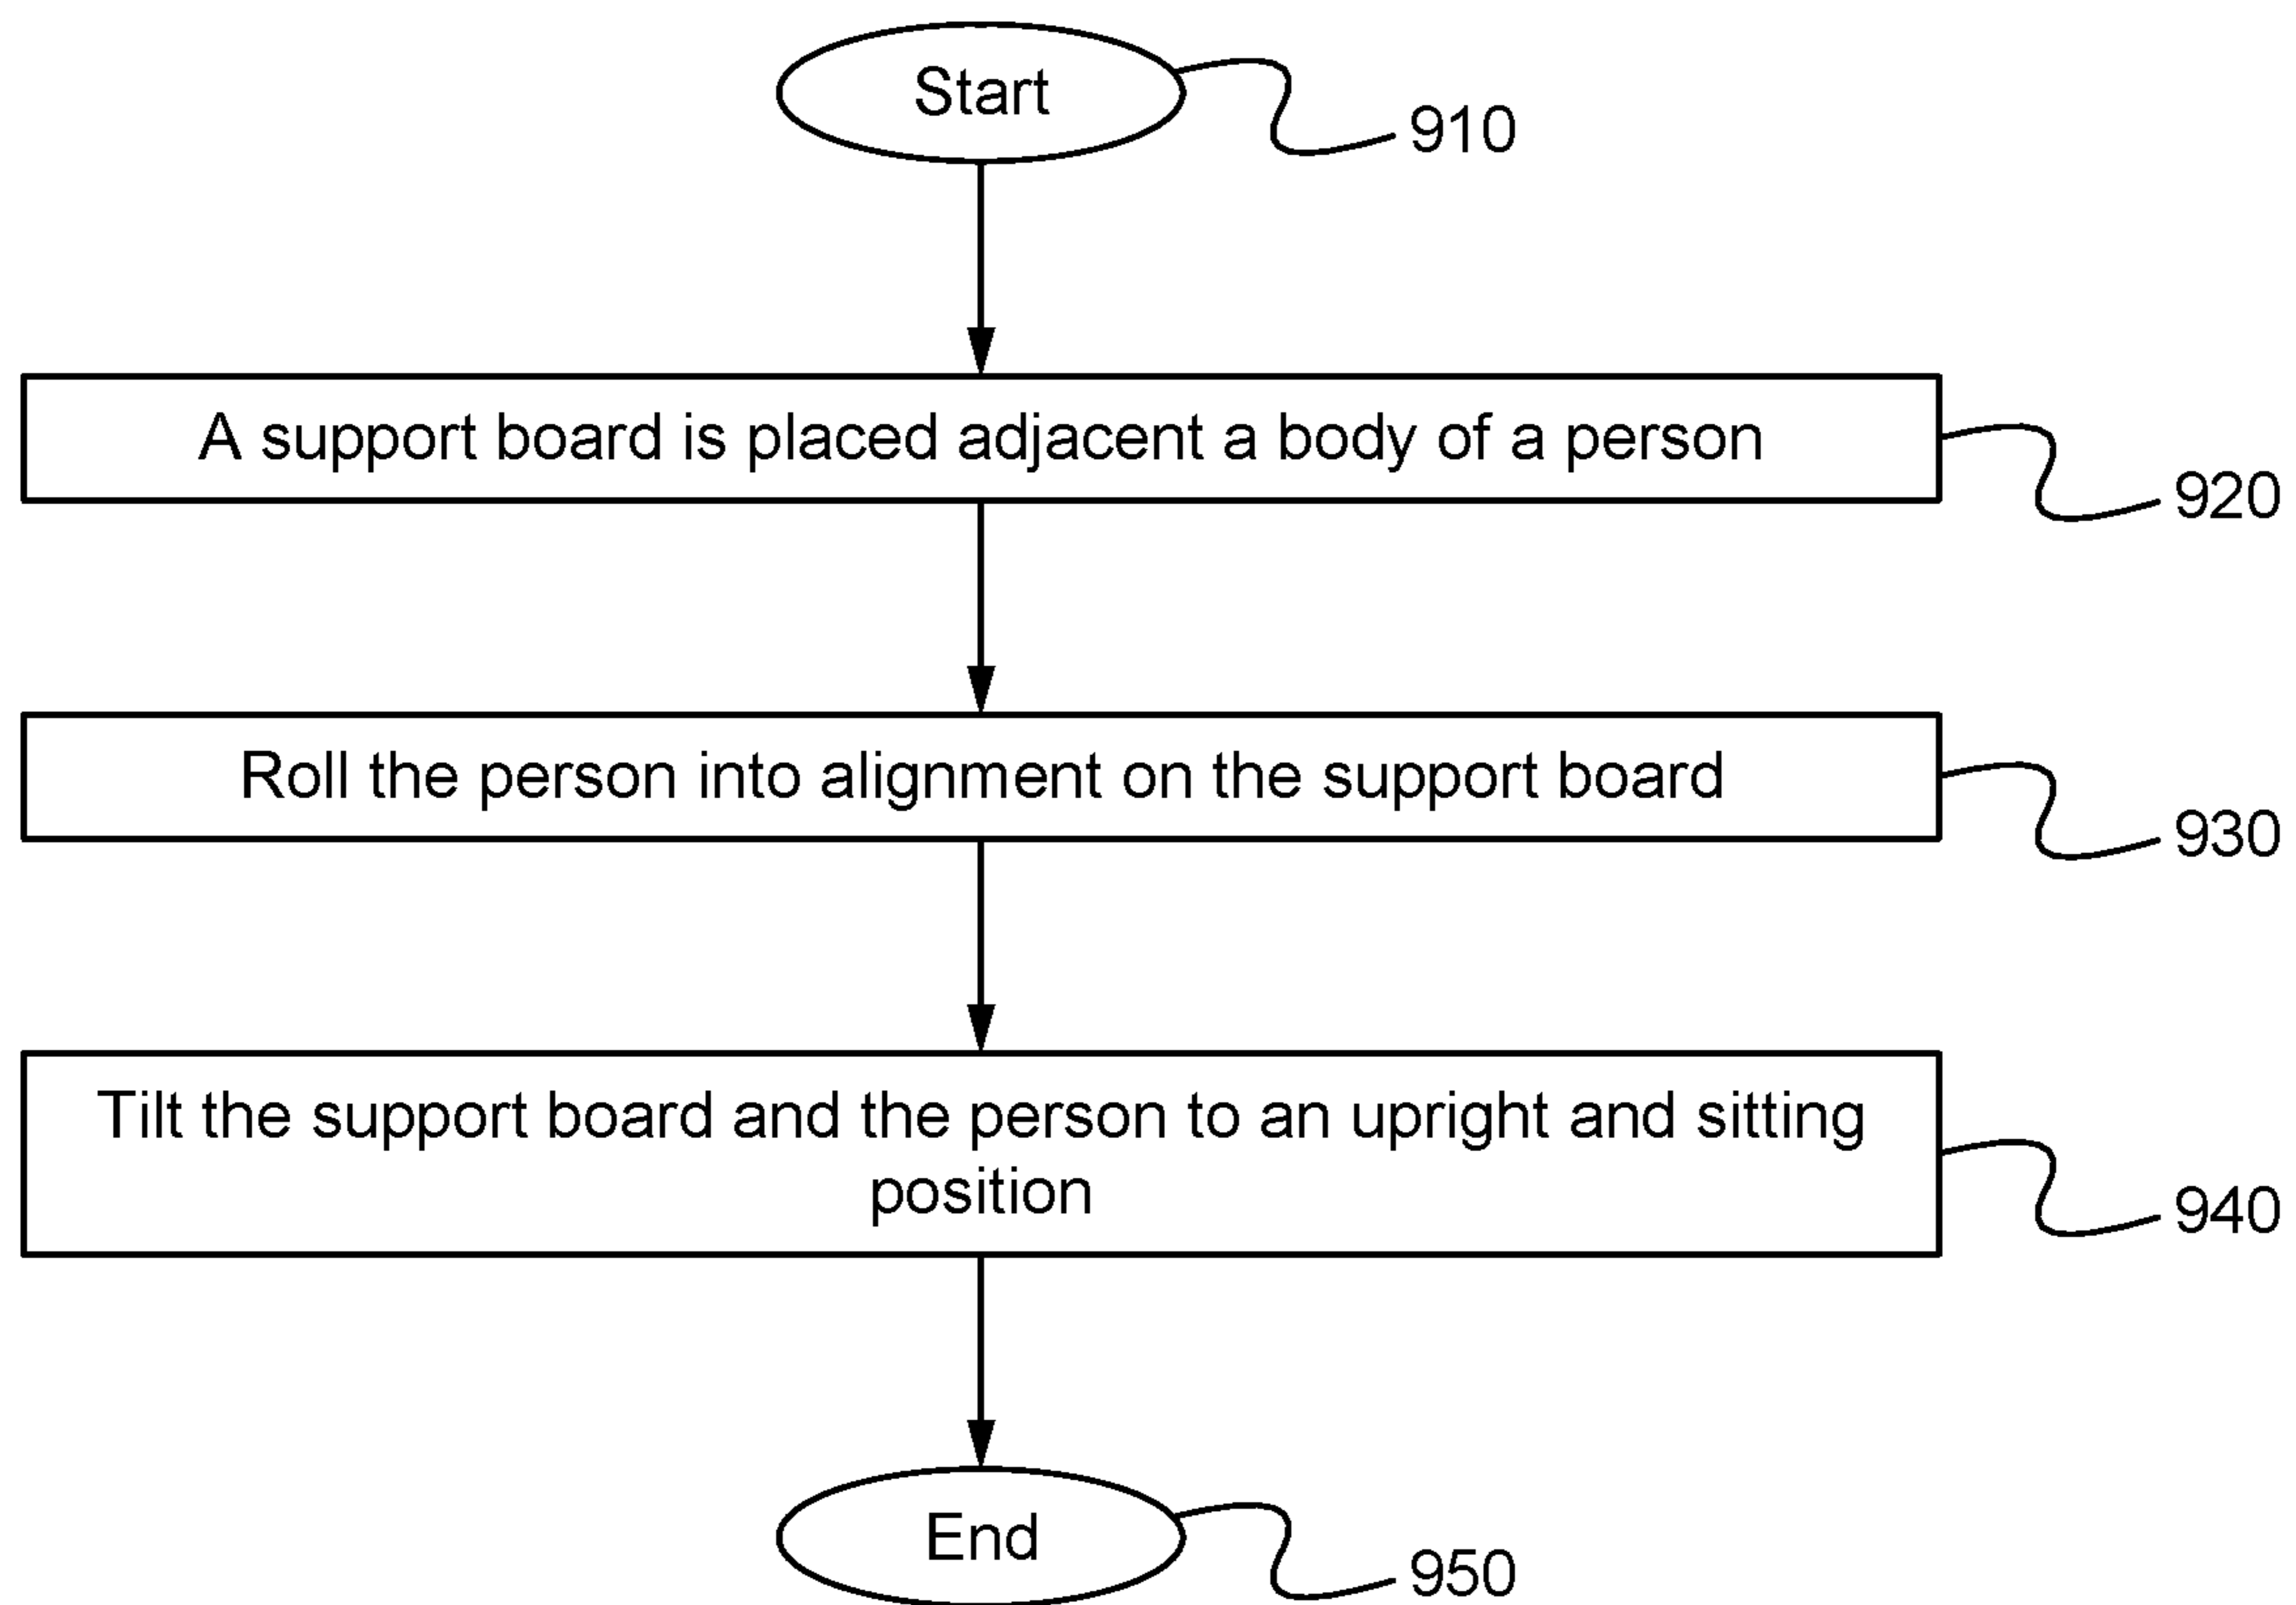 Start
910
A support board is placed adjacent a body of a person
920
Roll the person into alignment on the support board
930
Tilt the support board and the person to an upright and sitting
position
940
End
950